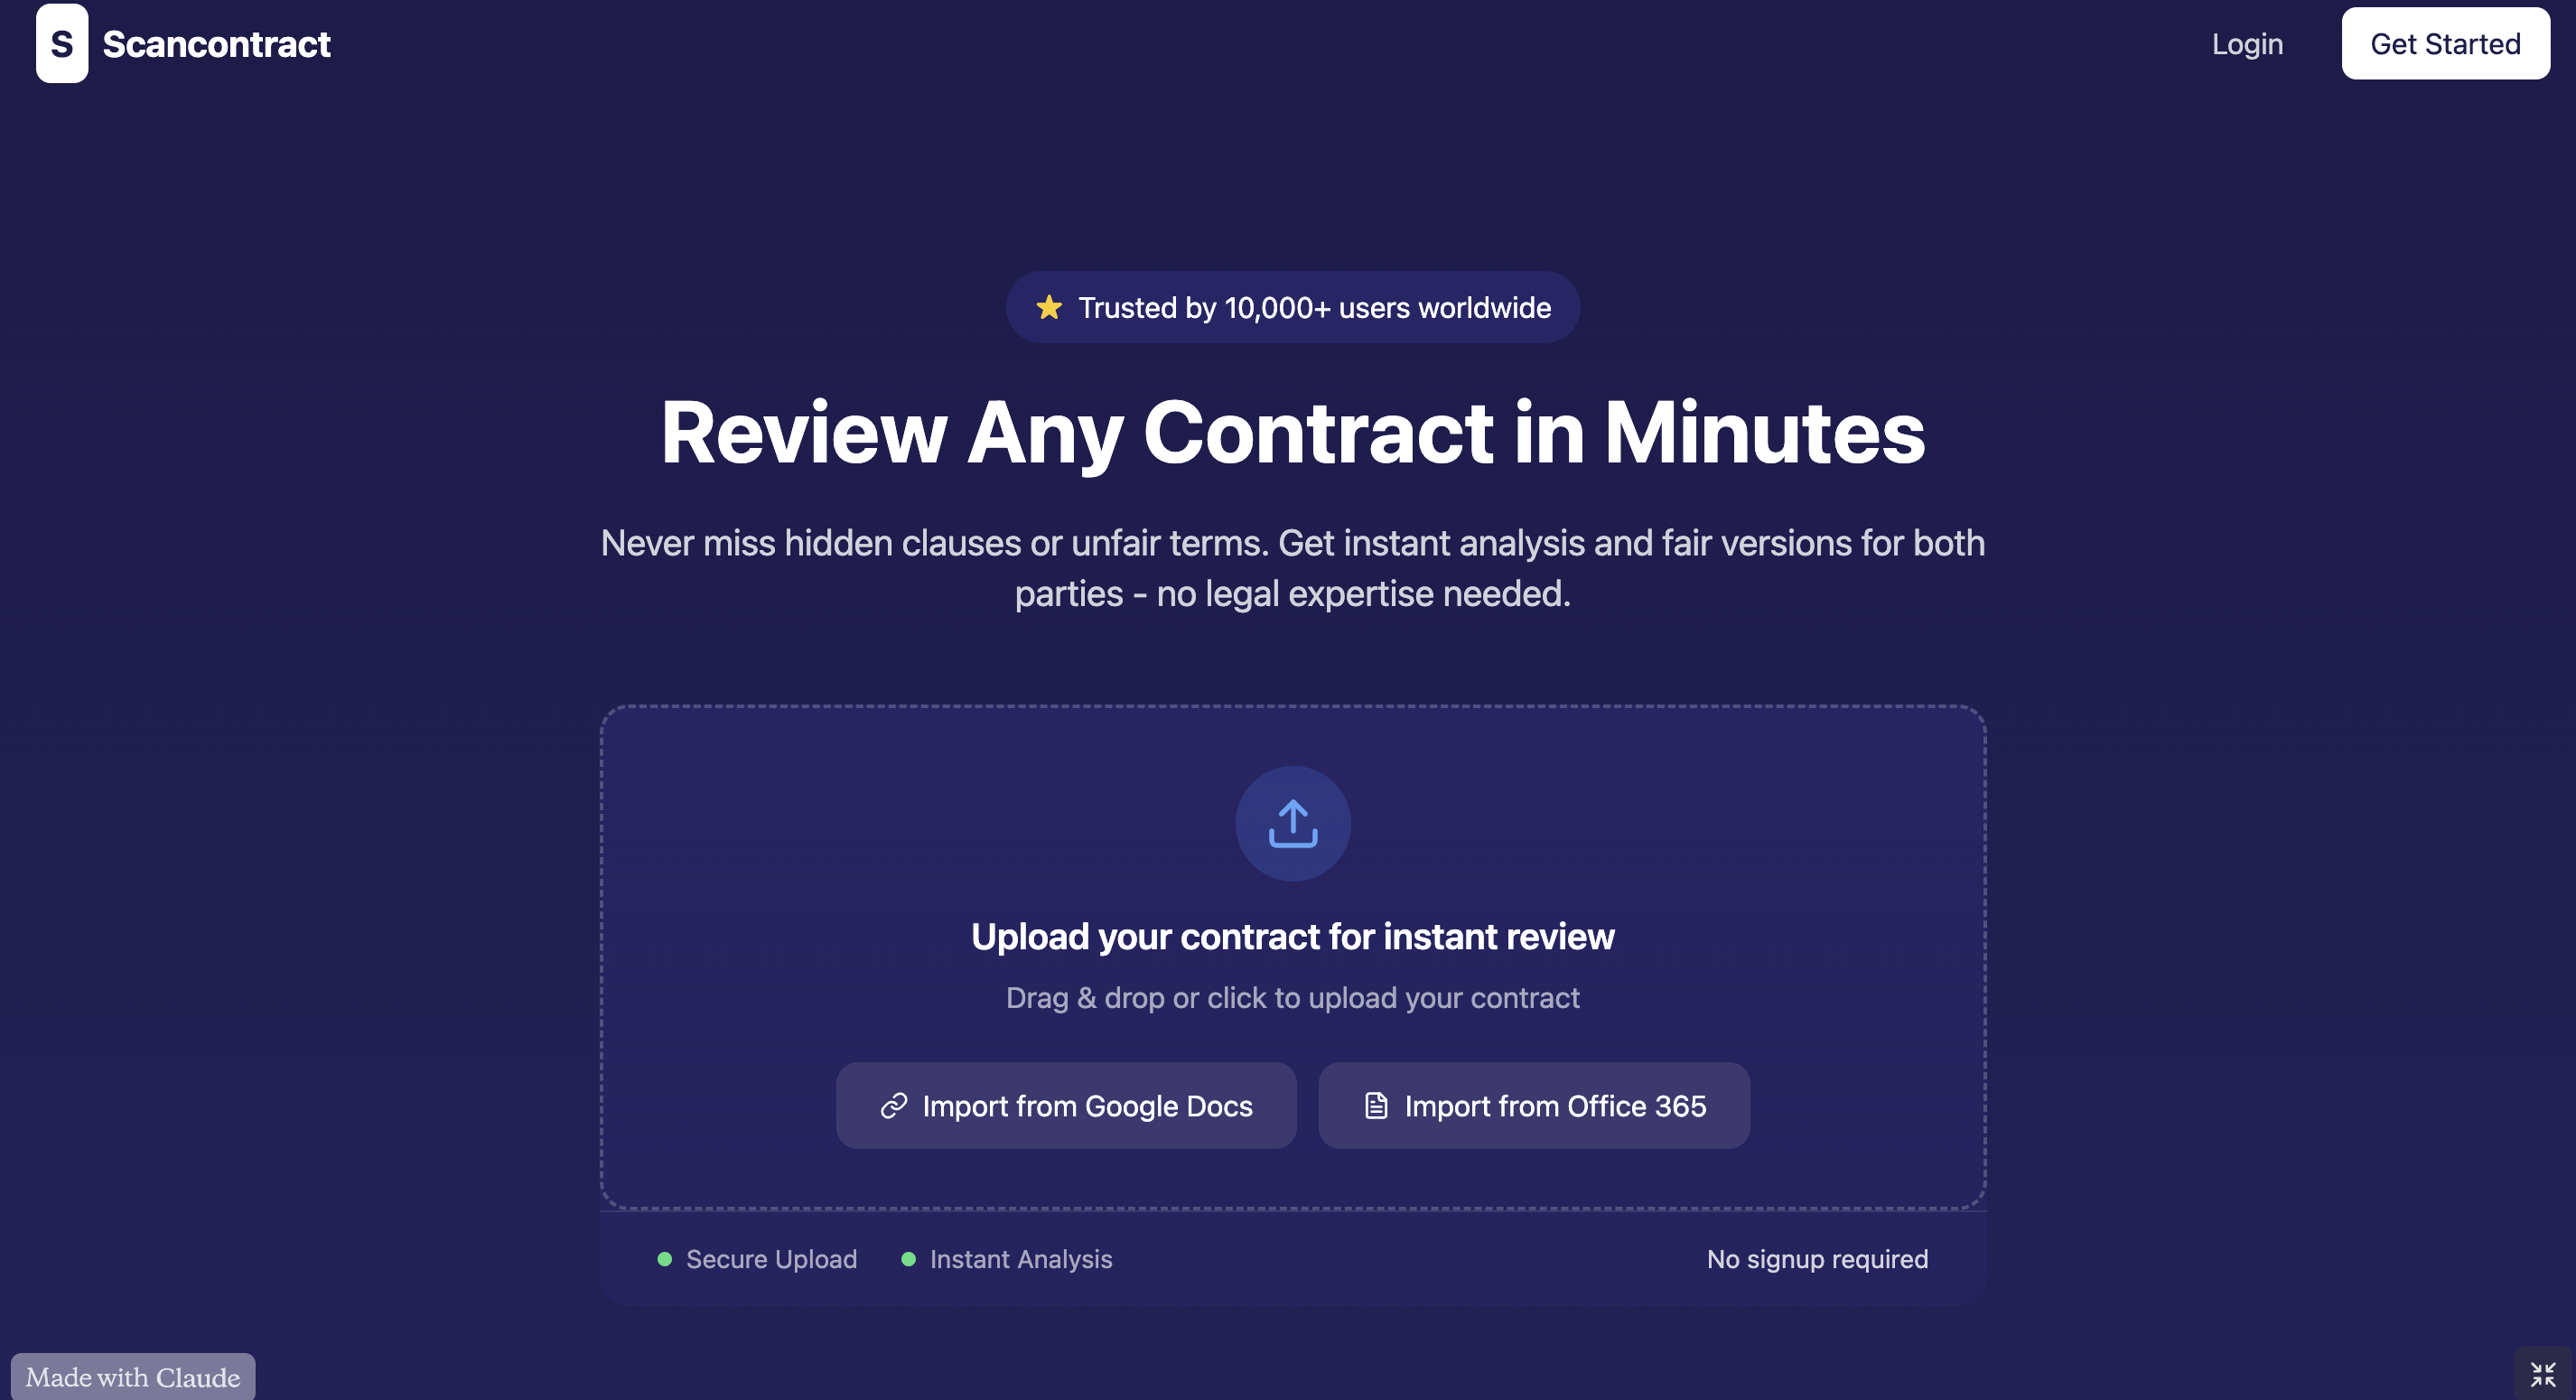 S Scancontract
Login
Get Started
Trusted by 10,000+ users worldwide
Review Any Contract in Minutes
Never miss hidden clauses or unfair terms. Get instant analysis and fair versions for both
parties - no legal expertise needed.
Upload your contract for instant review
Drag & drop or click to upload your contract
Import from Google Docs
Import from Office 365
Secure Upload
Instant Analysis
No signup required
Made with Claude